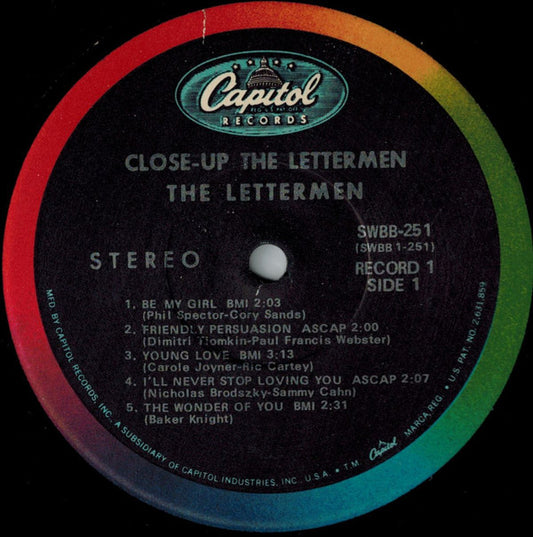 Capitol
REG. U.S. PAT. OFF.
RECORDS
CLOSE-UP THE LETTERMEN
THE LETTERMEN
SWBB-251
(SWBB 1-251)
STEREO
RECORD 1
SIDE 1
1. BE MY GIRL BMI 2:03
(Phil Spector-Cory Sands)
2. FRIENDLY PERSUASION ASCAP 2:00
(Dimitri Tiomkin-Paul Francis Webster)
3. YOUNG LOVE BMI 3:13
(Carole Joyner-Ric Cartey)
4. I'LL NEVER STOP LOVING YOU ASCAP 2:07
(Nicholas Brodszky-Sammy Cahn)
5. THE WONDER OF YOU BMI 2:31
(Baker Knight)
MFD. BY CAPITOL RECORDS, INC., A SUBSIDIARY OF CAPITOL INDUSTRIES, INC., U.S.A. • T.M. Capitol MARCA REG. • U.S. PAT. NO. 2,631,859